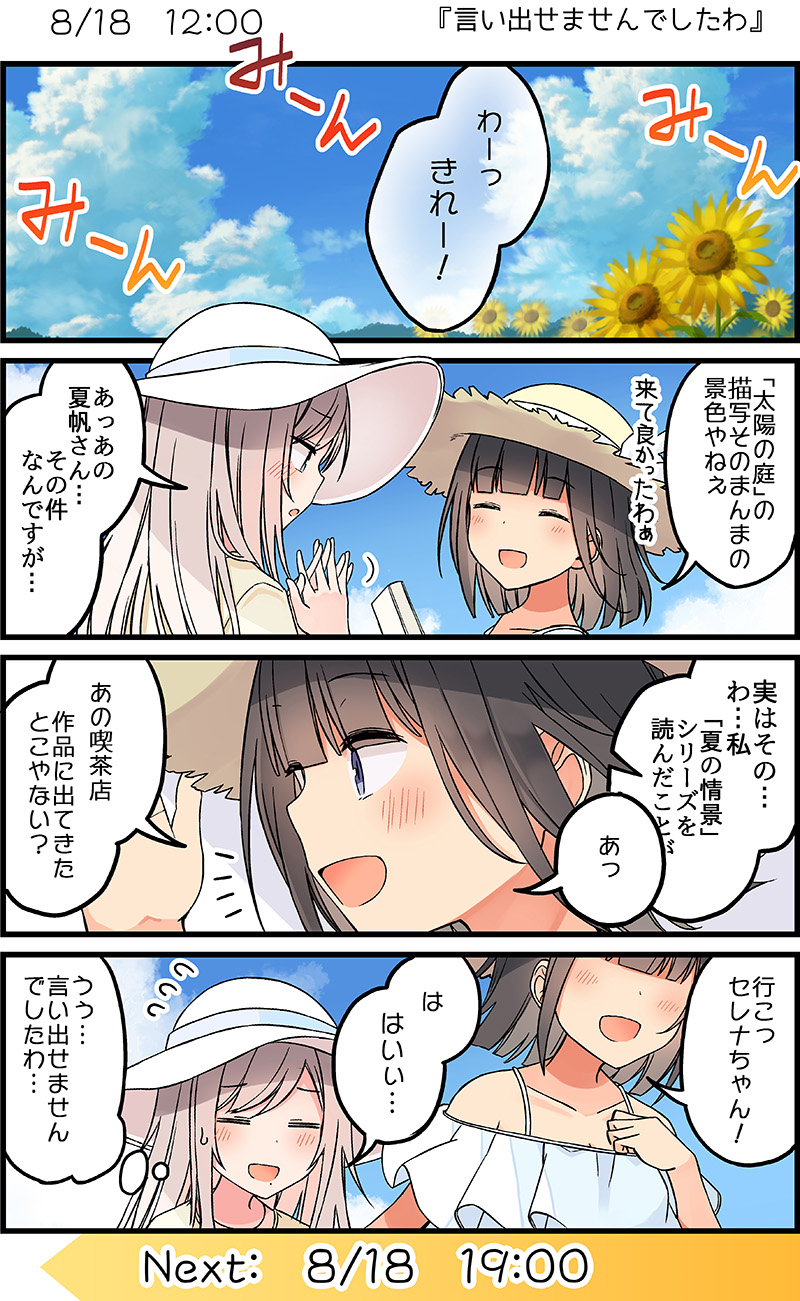 8/18 12:00
『言い出せませんでしたわ』
みーん
みーん
みーん
わーっ
きれー！
「太陽の庭」の
描写そのまんまの
景色やねえ
来て良かったわぁ
あっあの
夏帆さん…
その件
なんですが…
実はその…
わ…私
「夏の情景」
シリーズを
読んだことが
あっ
あの喫茶店
作品に出てきた
とこやない？
行こっ
セレナちゃん！
は
はいい…
うう…
言い出せません
でしたわ…
Next: 8/18 19:00